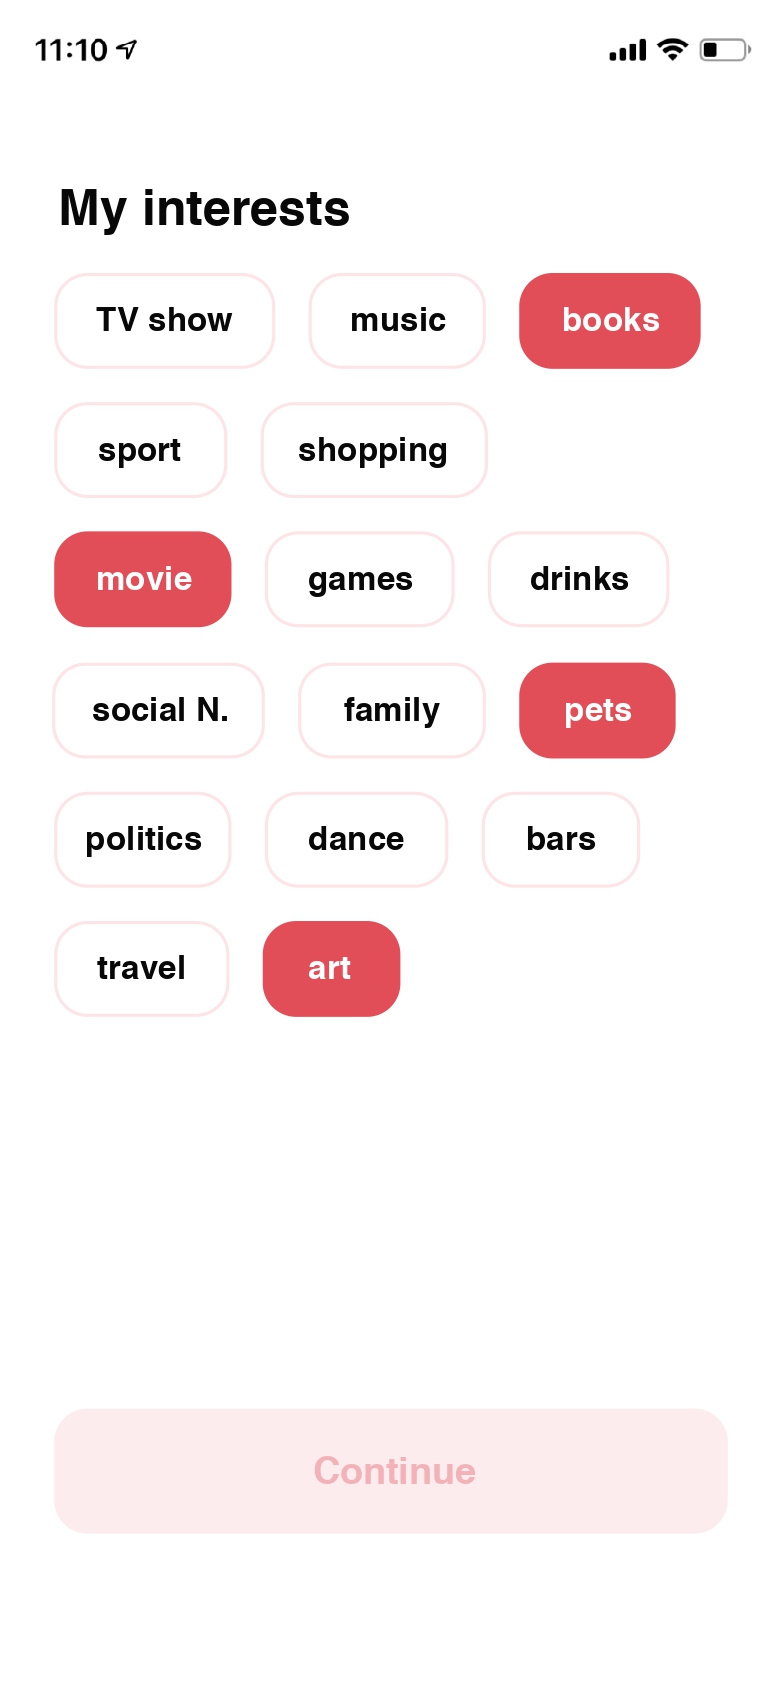 11:10
My interests
TV show music books
sport shopping
movie games drinks
social N. family pets
politics dance bars
travel art
Continue